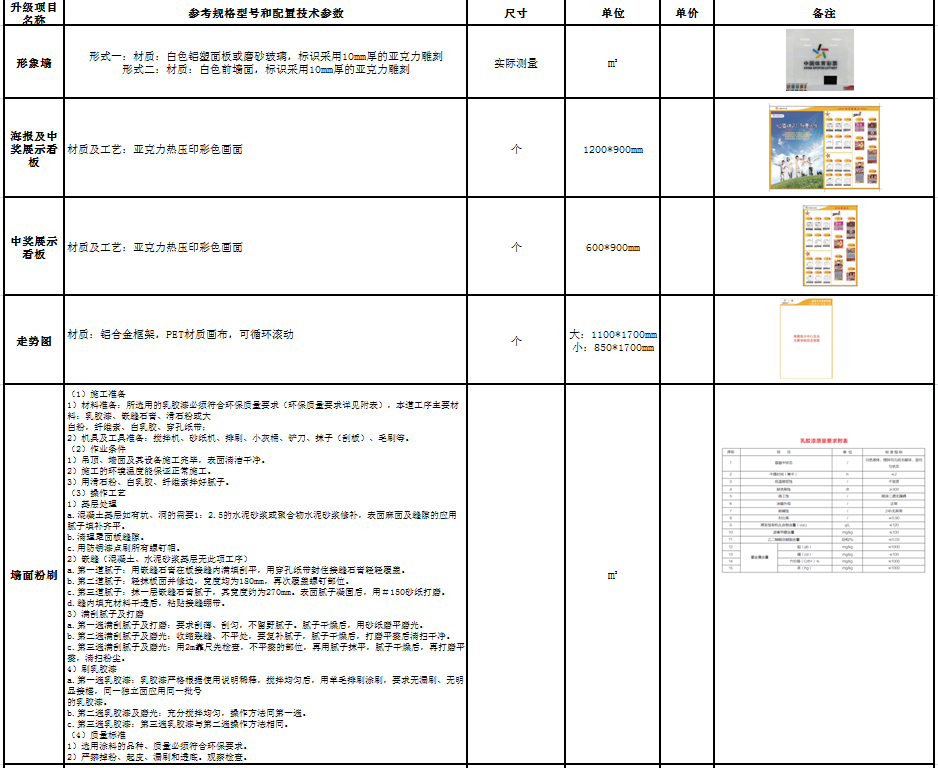 升级项目
名称
参考规格型号和配置技术参数
尺寸
单位
单价
备注
形象墙
形式一: 材质: 白色铝塑面板或磨砂玻璃, 标识采用10mm厚的亚克力雕刻
形式二: 材质: 白色前墙面, 标识采用10mm厚的亚克力雕刻
实际测量
㎡
中国体育彩票
海报及中
奖展示看
板
材质及工艺: 亚克力热压印彩色画面
个
1200*900mm
中奖展示
看板
材质及工艺: 亚克力热压印彩色画面
个
600*900mm
走势图
材质: 铝合金框架, PET材质画布, 可循环滚动
个
大: 1100*1700mm
小: 850*1700mm
墙面粉刷
(1) 施工准备
1) 材料准备: 所选用的乳胶漆必须符合环保质量要求 (环保质量要求详见附表), 本道工序主要材
料: 乳胶漆、嵌缝石膏、滑石粉或大
白粉, 纤维素、白乳胶、穿孔纸带;
2) 机具及工具准备: 搅拌机、砂纸机、排刷、小灰桶、铲刀、抹子 (刮板)、毛刷等。
(2) 作业条件
1) 吊顶、墙面及其设备施工完毕, 表面清洁干净。
2) 施工的环境温度能保证正常施工。
3) 用滑石粉、白乳胶、纤维素拌好腻子。
(3) 操作工艺
1) 基层处理
a.混凝土基层如有坑、洞的需要1: 2.5的水泥砂浆或聚合物水泥砂浆修补, 表面麻面及缝隙的应用
腻子填补齐平。
b.清理罩面板缝隙。
c.用防锈漆点刷所有螺钉帽。
2) 嵌缝 (混凝土、水泥砂浆基层无此项工序)
a.第一道腻子: 用嵌缝石膏在板接缝内满填刮平, 用穿孔纸带封住接缝石膏轻轻覆盖。
b.第二道腻子: 轻抹板面并修边, 宽度均为180mm, 再次覆盖螺钉部位。
c.第三道腻子: 抹一层嵌缝石膏腻子, 其宽度约为270mm。表面腻子凝固后, 用#150砂纸打磨。
d.缝内填充材料干透后, 粘贴接缝绷带。
3) 满刮腻子及打磨
a.第一遍满刮腻子及打磨: 要求刮薄、刮匀, 不留野腻子。腻子干燥后, 用砂纸磨平磨光。
b.第二遍满刮腻子及磨光: 收缩裂缝、不平处, 要复补腻子, 腻子干燥后, 打磨平整后清扫干净。
c.第三遍满刮腻子及磨光: 用2m靠尺先检查, 不平整的部位, 再用腻子抹平, 腻子干燥后, 再打磨平
整, 清扫粉尘。
4) 刷乳胶漆
a.第一遍乳胶漆: 乳胶漆严格根据使用说明稀释, 搅拌均匀后, 用羊毛排刷涂刷, 要求无漏刷、无明
显接槎, 同一独立面应用同一批号
的乳胶漆。
b.第二遍乳胶漆及磨光: 充分搅拌均匀, 操作方法同第一遍。
c.第三遍乳胶漆: 第三遍乳胶漆与第二遍操作方法相同。
(4) 质量标准
1) 选用涂料的品种、质量必须符合环保要求。
2) 严禁掉粉、起皮、漏刷和透底。观察检查。
㎡
乳胶漆质量要求附表